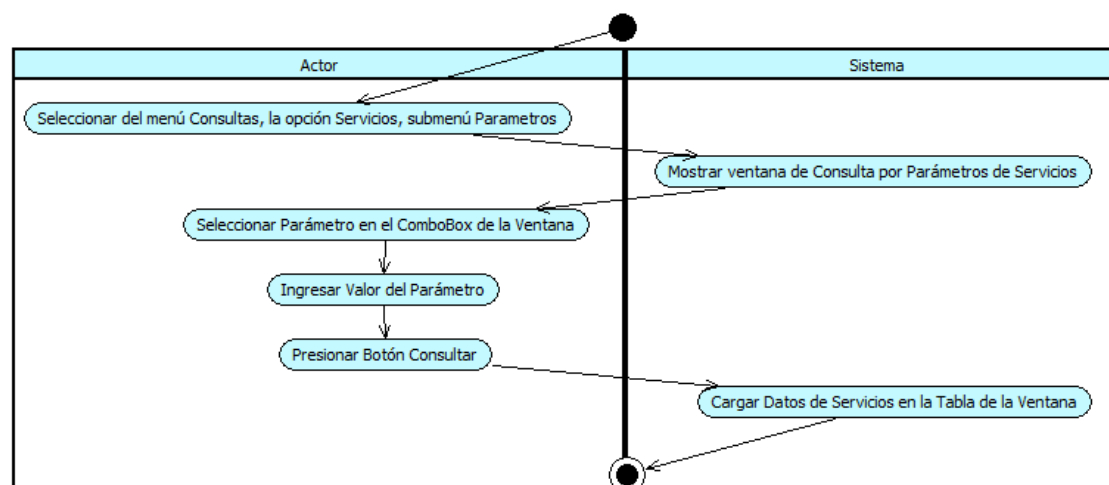 Actor
Sistema
Seleccionar del menú Consultas, la opción Servicios, submenú Parametros
Mostrar ventana de Consulta por Parámetros de Servicios
Seleccionar Parámetro en el ComboBox de la Ventana
Ingresar Valor del Parámetro
Presionar Botón Consultar
Cargar Datos de Servicios en la Tabla de la Ventana